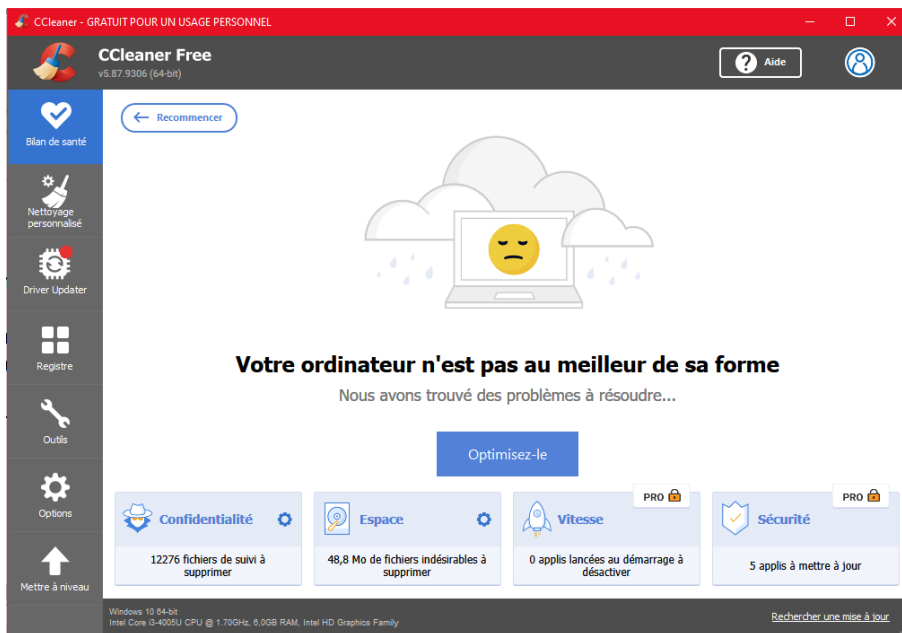 CCleaner - GRATUIT POUR UN USAGE PERSONNEL
CCleaner Free
v5.87.9306 (64-bit)
? Aide
Bilan de santé
Recommencer
Nettoyage
personnalisé
Driver Updater
Registre
Outils
Options
Mettre à niveau
Votre ordinateur n'est pas au meilleur de sa forme
Nous avons trouvé des problèmes à résoudre...
Optimisez-le
Confidentialité
12276 fichiers de suivi à
supprimer
Espace
48,8 Mo de fichiers indésirables à
supprimer
PRO
Vitesse
0 applis lancées au démarrage à
désactiver
PRO
Sécurité
5 applis à mettre à jour
Windows 10 64-bit
Intel Core i3-4005U CPU @ 1.70GHz, 6,0GB RAM, Intel HD Graphics Family
Rechercher une mise à jour